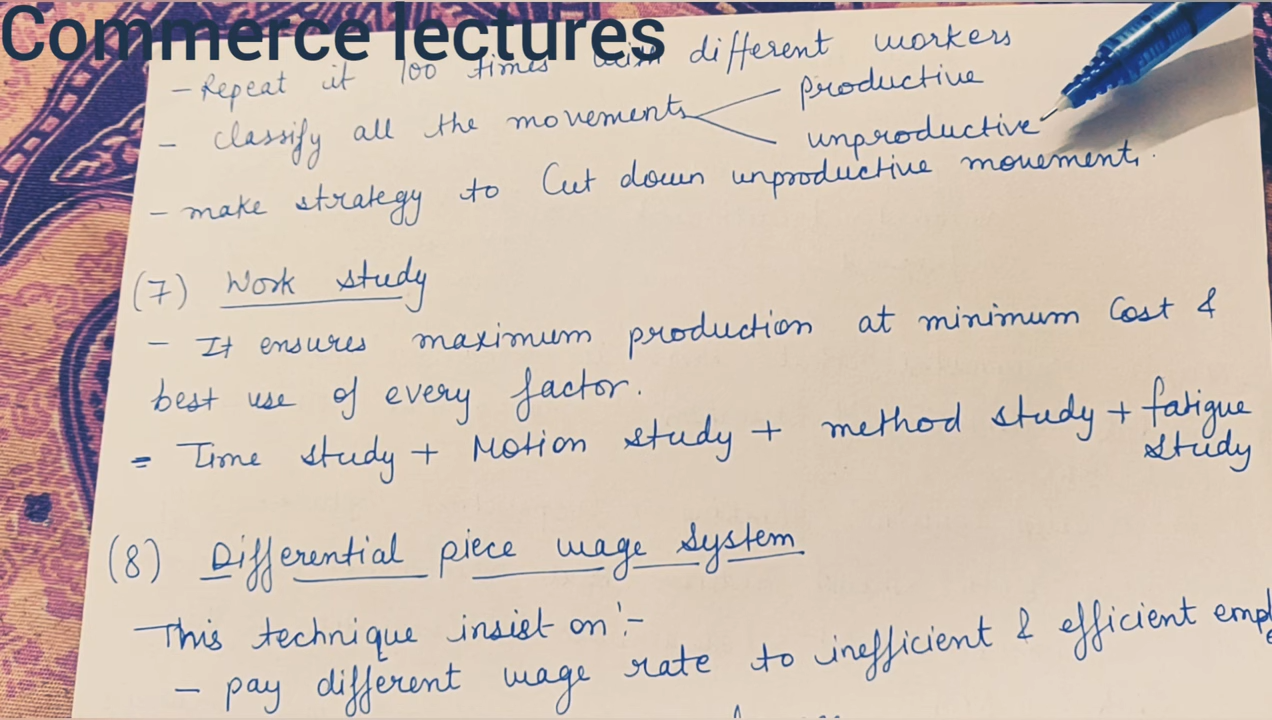 Commerce lectures
- Repeat it 100 times with different workers
- classify all the movements
productive
unproductive
- make strategy to Cut down unproductive movement.
(7) Work study
- It ensures maximum production at minimum Cost &
best use of every factor.
= Time study + Motion study + method study + fatigue
study
(8) Differential piece wage system
This technique insist on :-
- pay different wage rate to inefficient & efficient empl